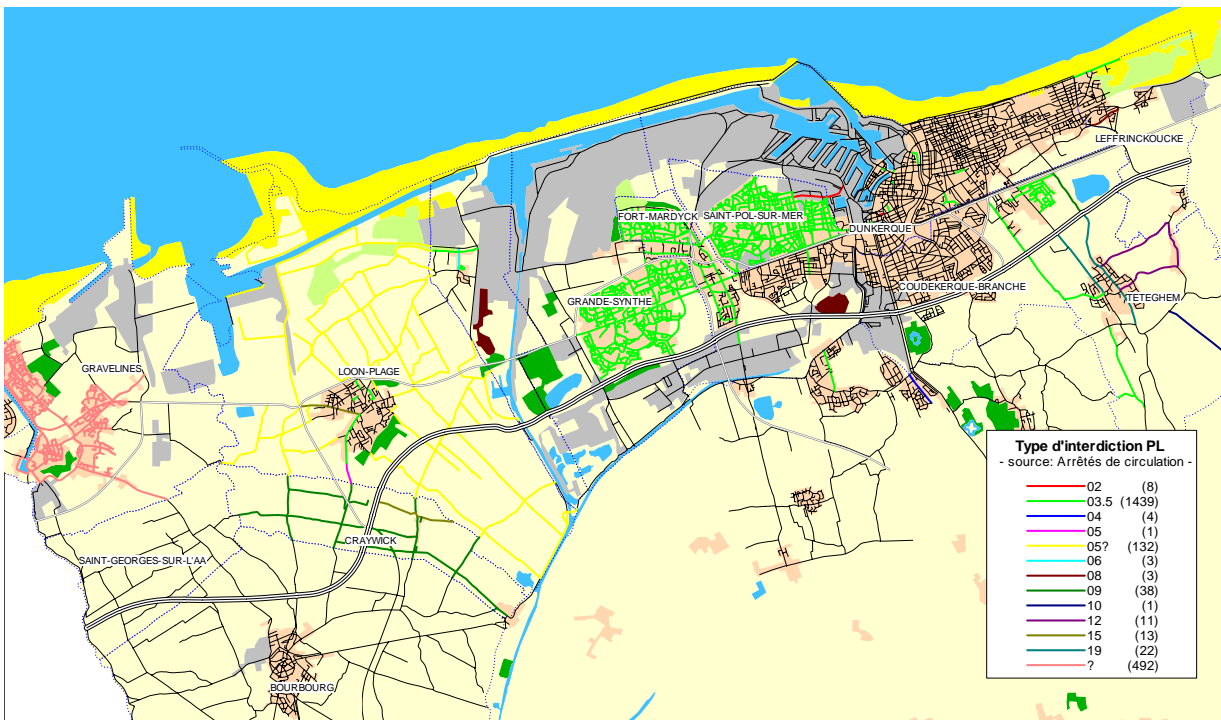 LEFFRINCKOUCKE
FORT-MARDYCK
SAINT-POL-SUR-MER
DUNKERQUE
COUDEKERQUE-BRANCHE
TETEGHEM
GRANDE-SYNTHE
GRAVELINES
LOON-PLAGE
CRAYWICK
SAINT-GEORGES-SUR-L'AA
BOURBOURG
Type d'interdiction PL
- source: Arrêtés de circulation -
02 (8)
03.5 (1439)
04 (4)
05 (1)
05? (132)
06 (3)
08 (3)
09 (38)
10 (1)
12 (11)
15 (13)
19 (22)
? (492)